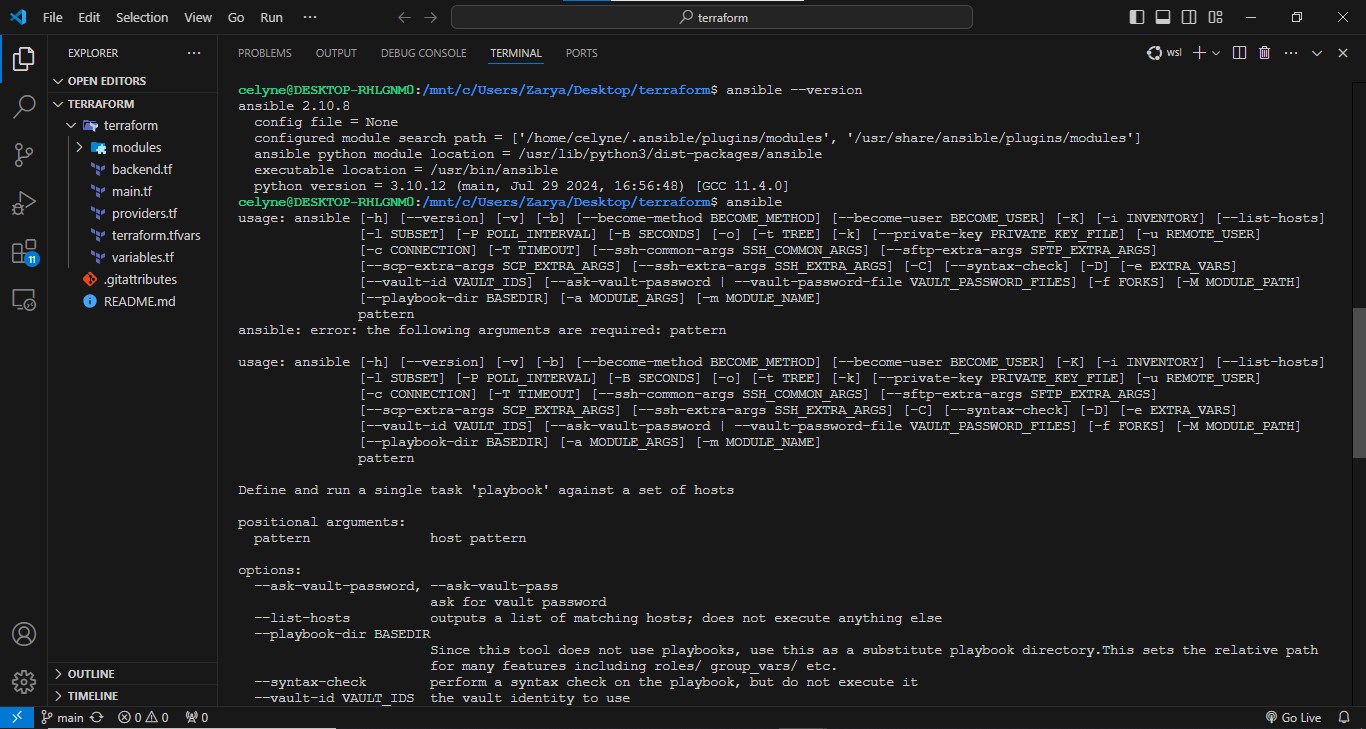 File Edit Selection View Go Run ···
terraform
EXPLORER ···
OPEN EDITORS
TERRAFORM
terraform
modules
backend.tf
main.tf
providers.tf
terraform.tfvars
variables.tf
.gitattributes
README.md
11
OUTLINE
TIMELINE
PROBLEMS OUTPUT DEBUG CONSOLE TERMINAL PORTS
wsl
celyne@DESKTOP-RHLGNM0:/mnt/c/Users/Zarya/Desktop/terraform$ ansible --version
ansible 2.10.8
config file = None
configured module search path = ['/home/celyne/.ansible/plugins/modules', '/usr/share/ansible/plugins/modules']
ansible python module location = /usr/lib/python3/dist-packages/ansible
executable location = /usr/bin/ansible
python version = 3.10.12 (main, Jul 29 2024, 16:56:48) [GCC 11.4.0]
celyne@DESKTOP-RHLGNM0:/mnt/c/Users/Zarya/Desktop/terraform$ ansible
usage: ansible [-h] [--version] [-v] [-b] [--become-method BECOME_METHOD] [--become-user BECOME_USER] [-K] [-i INVENTORY] [--list-hosts]
[-l SUBSET] [-P POLL_INTERVAL] [-B SECONDS] [-o] [-t TREE] [-k] [--private-key PRIVATE_KEY_FILE] [-u REMOTE_USER]
[-c CONNECTION] [-T TIMEOUT] [--ssh-common-args SSH_COMMON_ARGS] [--sftp-extra-args SFTP_EXTRA_ARGS]
[--scp-extra-args SCP_EXTRA_ARGS] [--ssh-extra-args SSH_EXTRA_ARGS] [-C] [--syntax-check] [-D] [-e EXTRA_VARS]
[--vault-id VAULT_IDS] [--ask-vault-password | --vault-password-file VAULT_PASSWORD_FILES] [-f FORKS] [-M MODULE_PATH]
[--playbook-dir BASEDIR] [-a MODULE_ARGS] [-m MODULE_NAME]
pattern
ansible: error: the following arguments are required: pattern
usage: ansible [-h] [--version] [-v] [-b] [--become-method BECOME_METHOD] [--become-user BECOME_USER] [-K] [-i INVENTORY] [--list-hosts]
[-l SUBSET] [-P POLL_INTERVAL] [-B SECONDS] [-o] [-t TREE] [-k] [--private-key PRIVATE_KEY_FILE] [-u REMOTE_USER]
[-c CONNECTION] [-T TIMEOUT] [--ssh-common-args SSH_COMMON_ARGS] [--sftp-extra-args SFTP_EXTRA_ARGS]
[--scp-extra-args SCP_EXTRA_ARGS] [--ssh-extra-args SSH_EXTRA_ARGS] [-C] [--syntax-check] [-D] [-e EXTRA_VARS]
[--vault-id VAULT_IDS] [--ask-vault-password | --vault-password-file VAULT_PASSWORD_FILES] [-f FORKS] [-M MODULE_PATH]
[--playbook-dir BASEDIR] [-a MODULE_ARGS] [-m MODULE_NAME]
pattern
Define and run a single task 'playbook' against a set of hosts
positional arguments:
pattern host pattern
options:
--ask-vault-password, --ask-vault-pass
ask for vault password
--list-hosts outputs a list of matching hosts; does not execute anything else
--playbook-dir BASEDIR
Since this tool does not use playbooks, use this as a substitute playbook directory.This sets the relative path
for many features including roles/ group_vars/ etc.
--syntax-check perform a syntax check on the playbook, but do not execute it
--vault-id VAULT_IDS the vault identity to use
main 0 0 0 Go Live